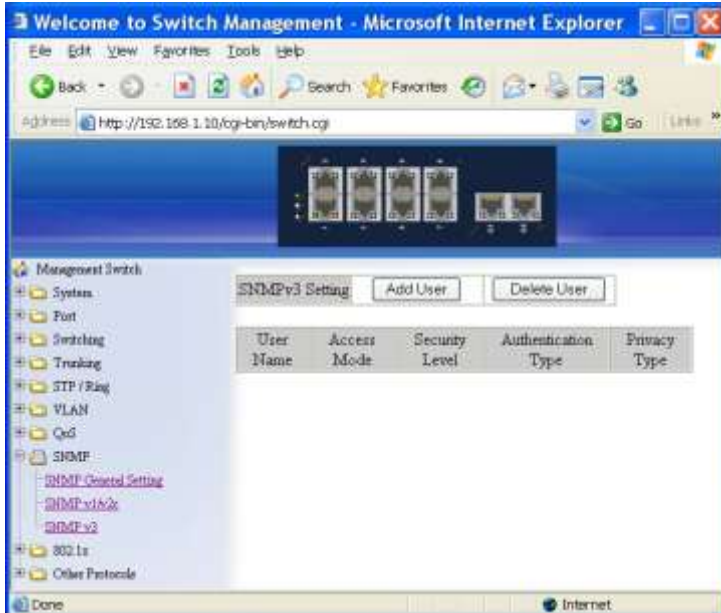 Welcome to Switch Management - Microsoft Internet Explorer
File Edit View Favorites Tools Help
Back Search Favorites
Address http://192.168.1.10/cgi-bin/switch.cgi Go Links »
Management Switch
System
Port
Switching
Trunking
STP / Ring
VLAN
QoS
SNMP
SNMP General Setting
SNMP v1/v2c
SNMP v3
802.1x
Other Protocols
SNMPv3 Setting Add User Delete User
User Name Access Mode Security Level Authentication Type Privacy Type
Done Internet